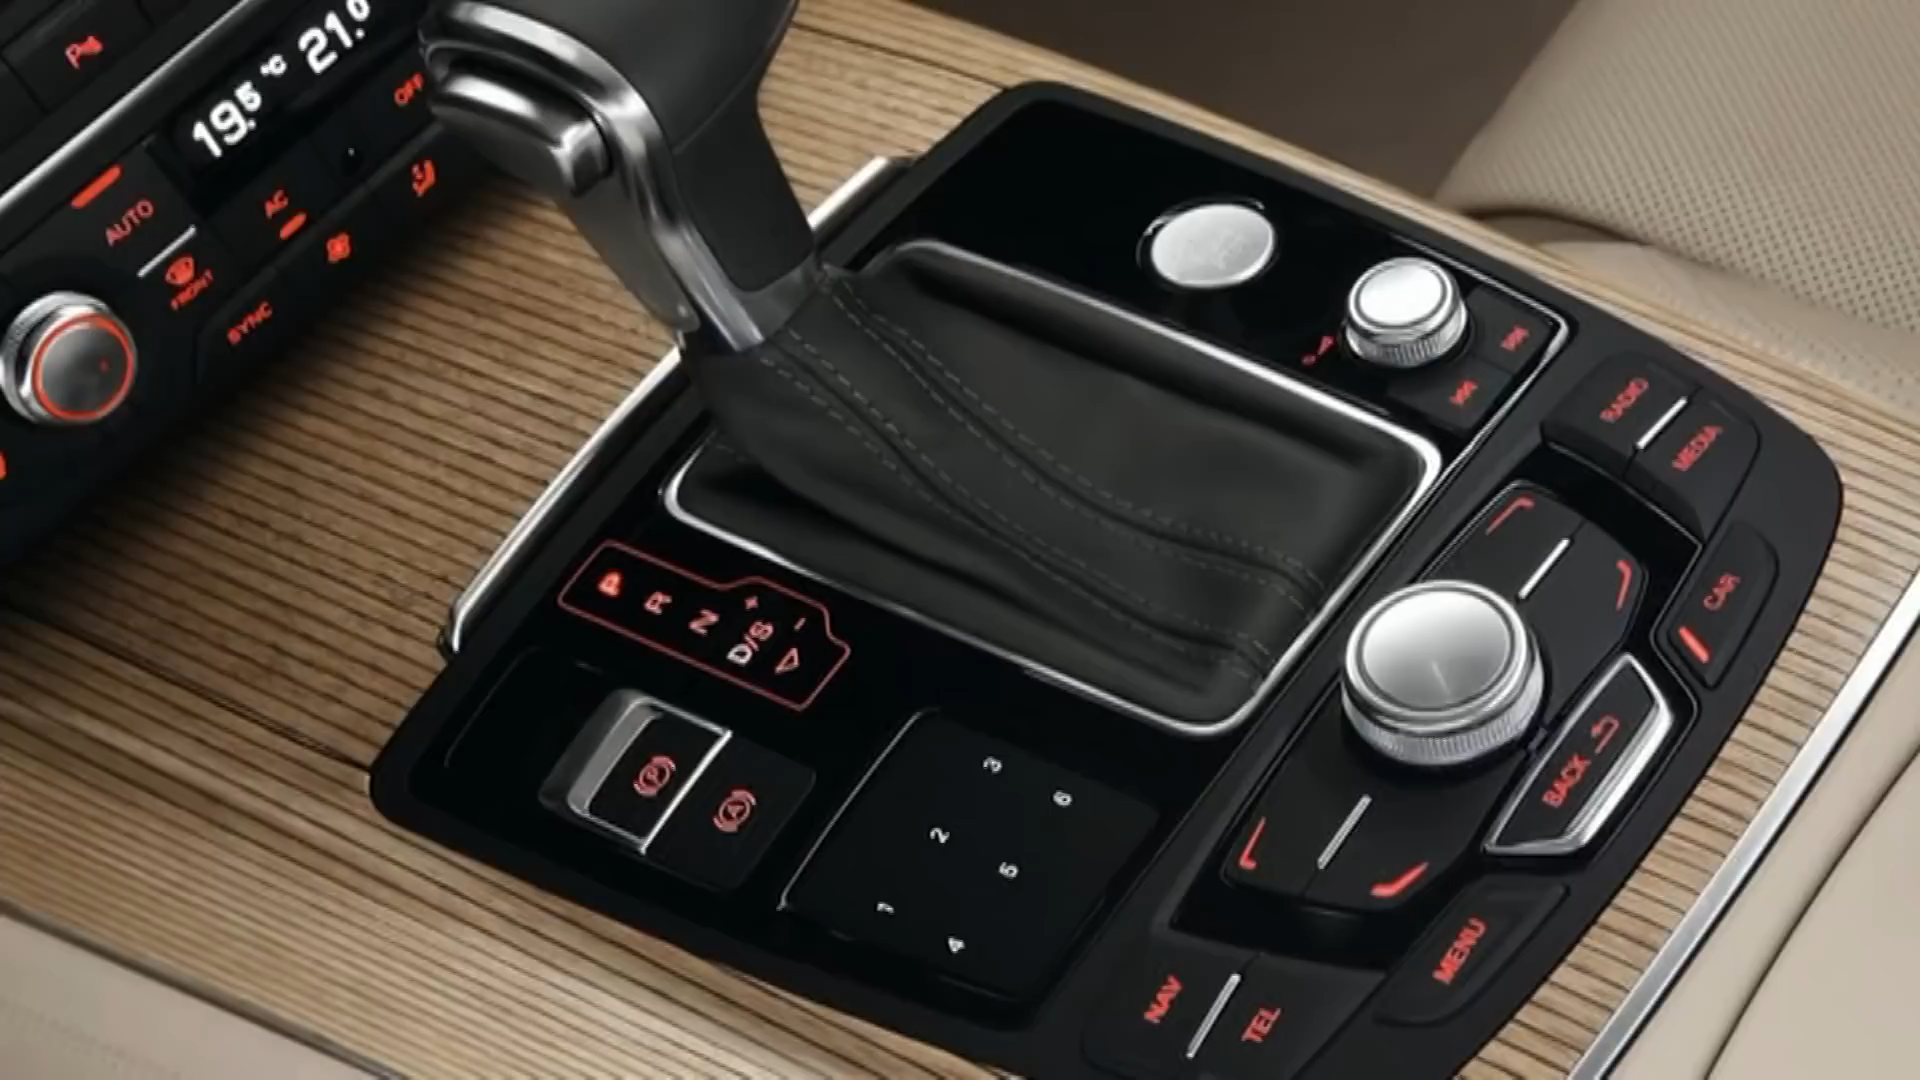 19.5 °C 21.0
OFF
AUTO
AC
FRONT
SYNC
P
R
N
D/S
+
-
P
A
1
2
3
4
5
6
RADIO
MEDIA
CAR
BACK
MENU
NAV
TEL